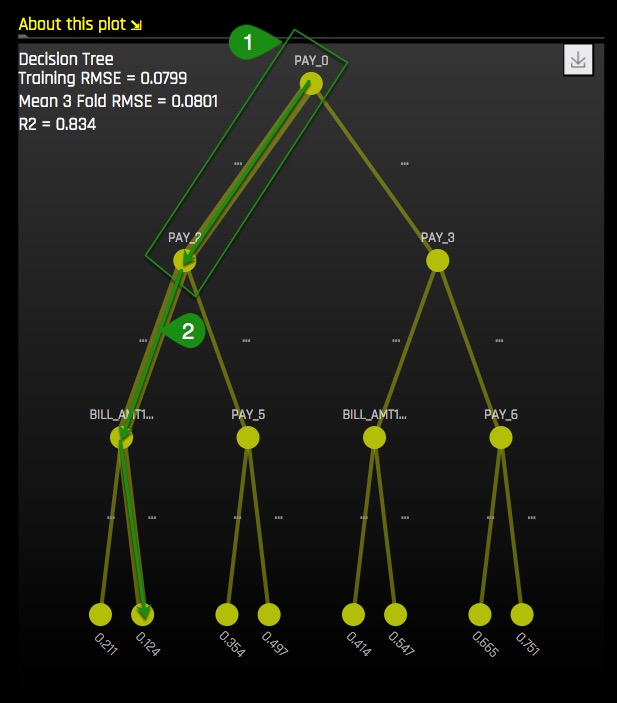 About this plot ⇲
1
Decision Tree
Training RMSE = 0.0799
Mean 3 Fold RMSE = 0.0801
R2 = 0.834
PAY_0
...
...
PAY_2
PAY_3
2
...
...
...
...
BILL_AMT1...
PAY_5
BILL_AMT1...
PAY_6
...
...
...
...
...
...
...
...
0.211
0.124
0.354
0.497
0.414
0.547
0.665
0.751